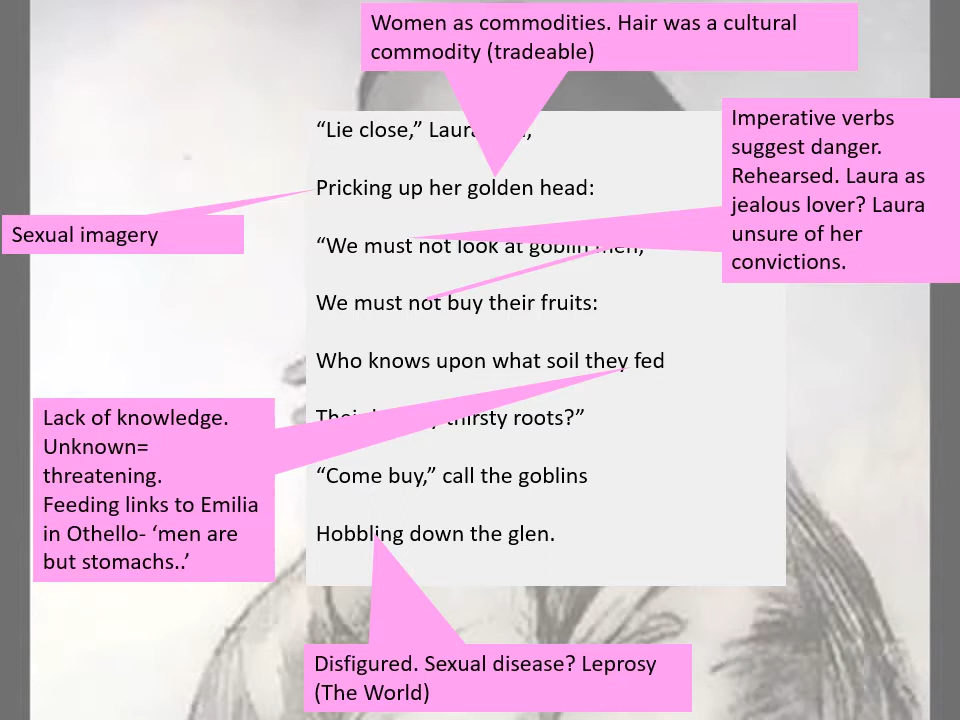 Women as commodities. Hair was a cultural
commodity (tradeable)
“Lie close,” Laura
Pricking up her golden head:
“We must not look at goblin men,
We must not buy their fruits:
Who knows upon what soil they fed
thirsty roots?”
“Come buy,” call the goblins
Hobbling down the glen.
Imperative verbs
suggest danger.
Rehearsed. Laura as
jealous lover? Laura
unsure of her
convictions.
Sexual imagery
Lack of knowledge.
Unknown=
threatening.
Feeding links to Emilia
in Othello- ‘men are
but stomachs..’
Disfigured. Sexual disease? Leprosy
(The World)